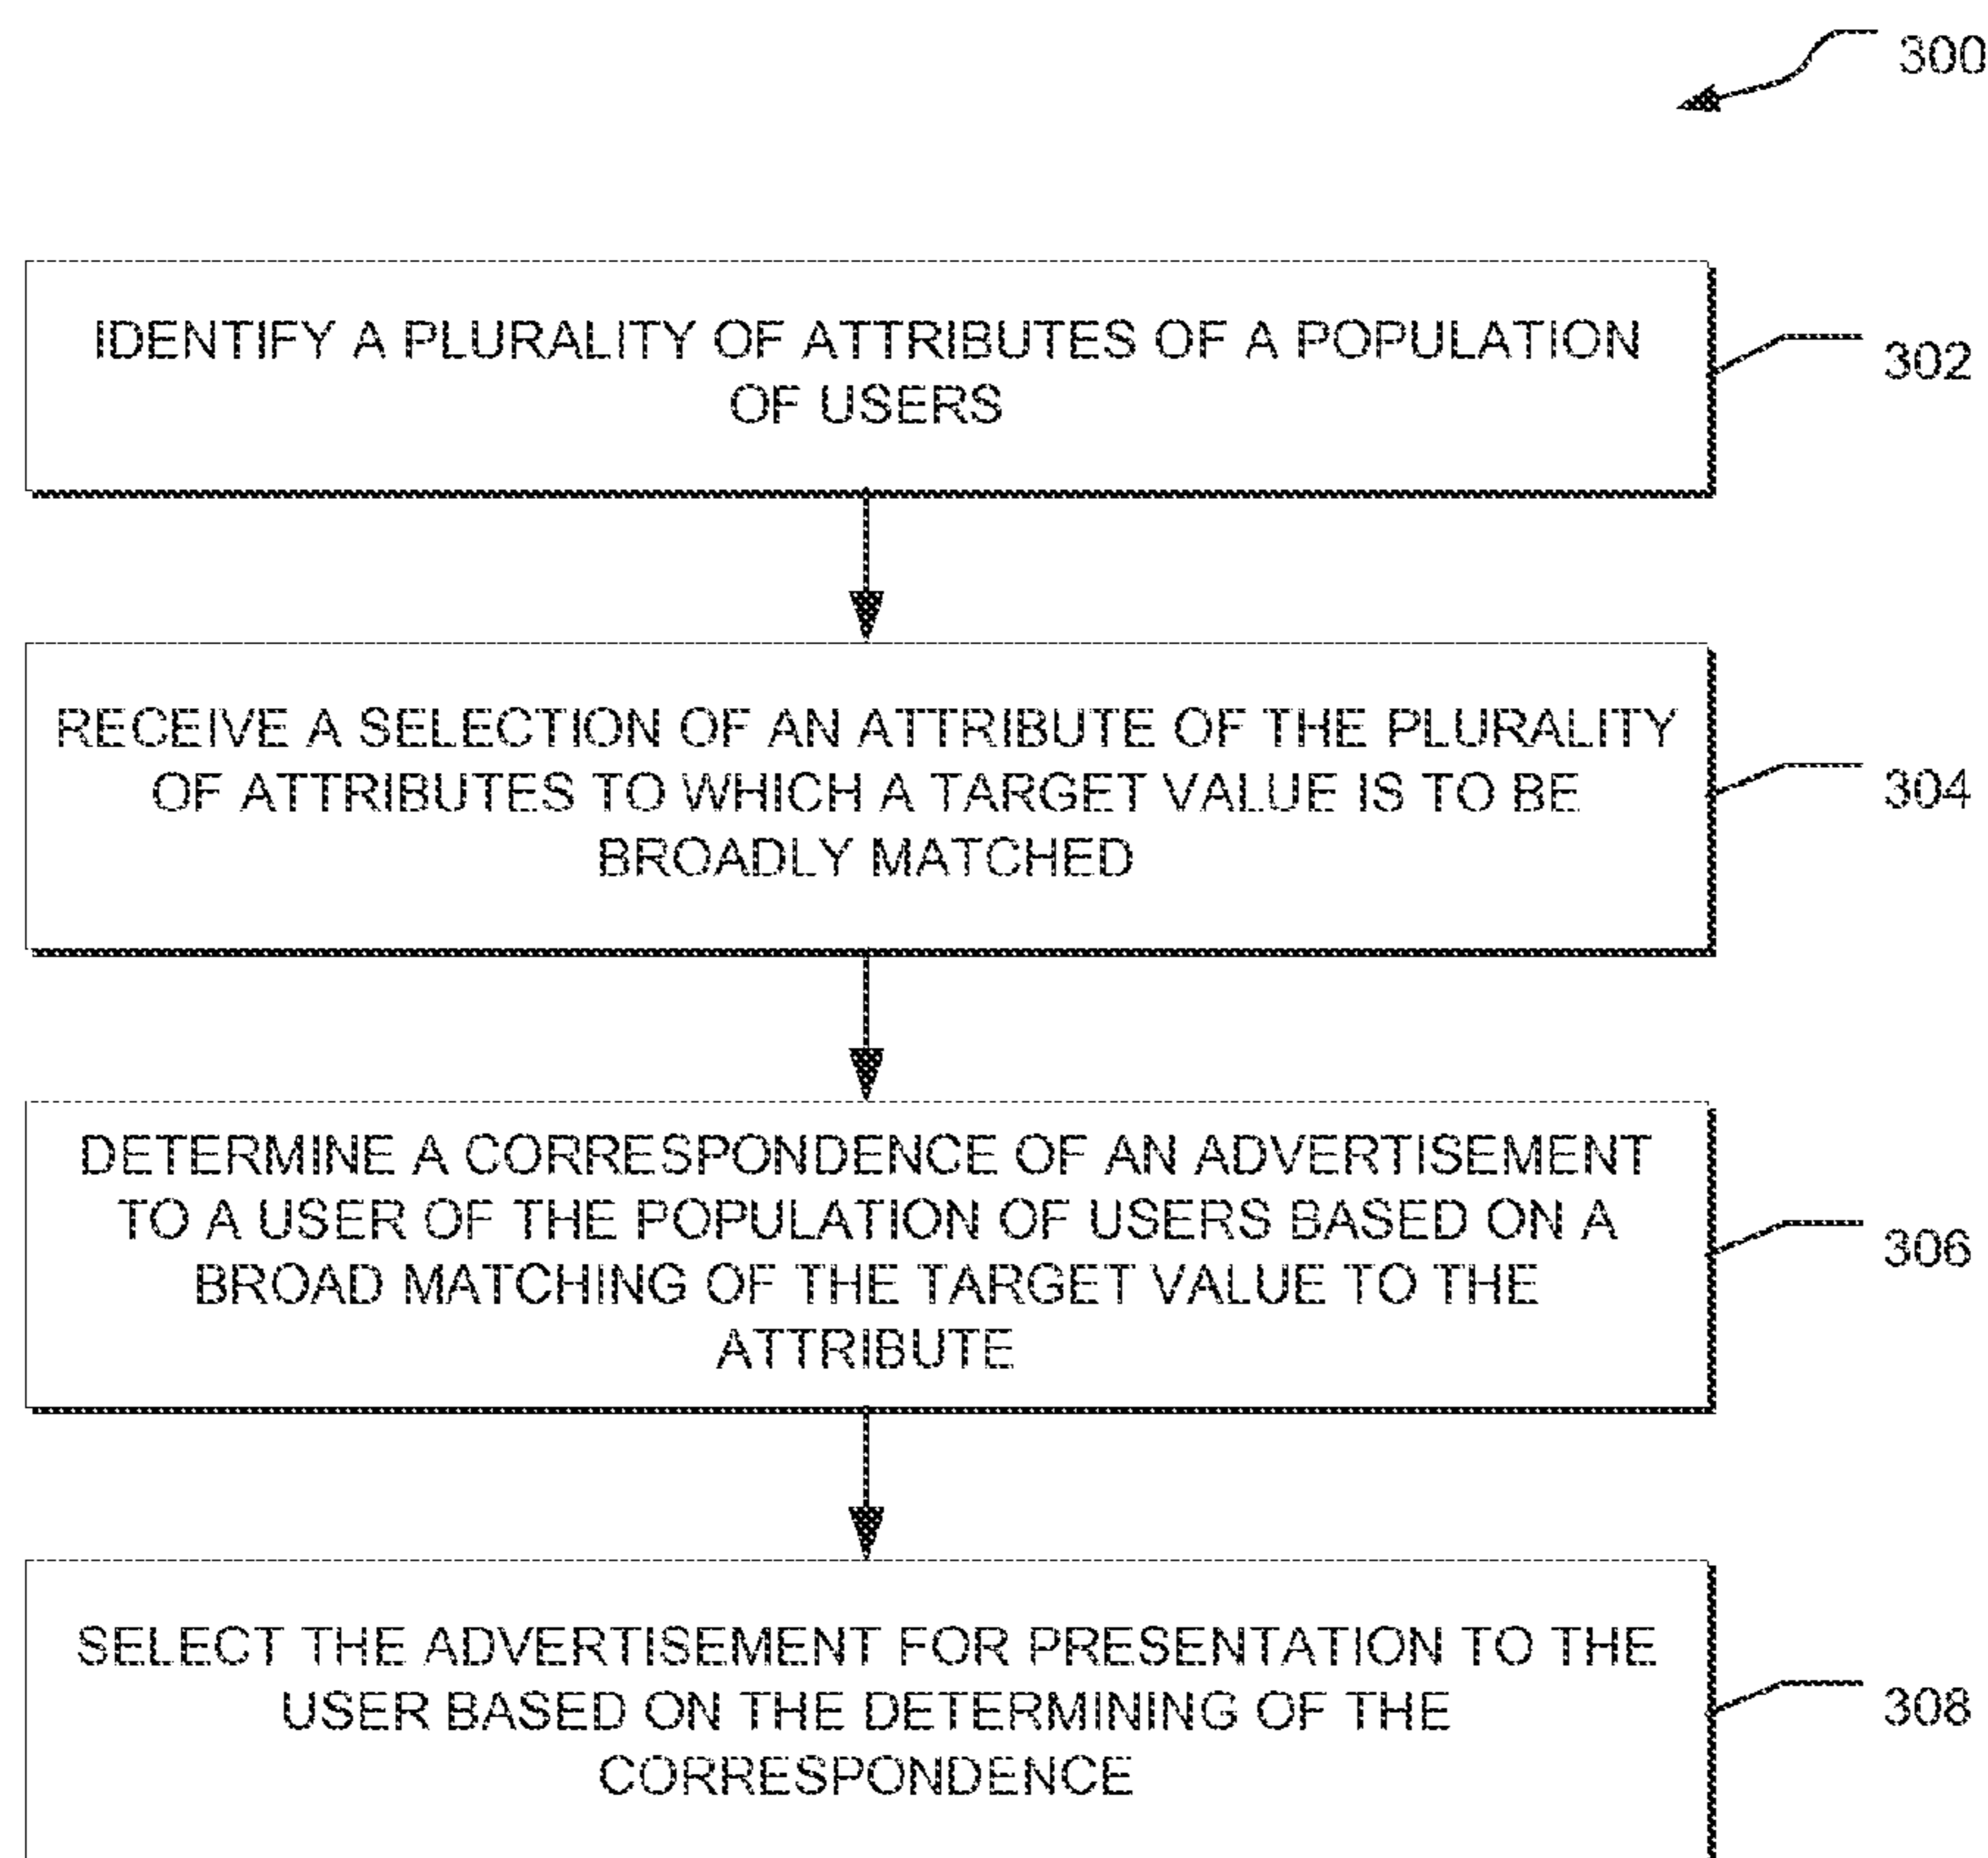 300
IDENTIFY A PLURALITY OF ATTRIBUTES OF A POPULATION
OF USERS
302
RECEIVE A SELECTION OF AN ATTRIBUTE OF THE PLURALITY
OF ATTRIBUTES TO WHICH A TARGET VALUE IS TO BE
BROADLY MATCHED
304
DETERMINE A CORRESPONDENCE OF AN ADVERTISEMENT
TO A USER OF THE POPULATION OF USERS BASED ON A
BROAD MATCHING OF THE TARGET VALUE TO THE
ATTRIBUTE
306
SELECT THE ADVERTISEMENT FOR PRESENTATION TO THE
USER BASED ON THE DETERMINING OF THE
CORRESPONDENCE
308